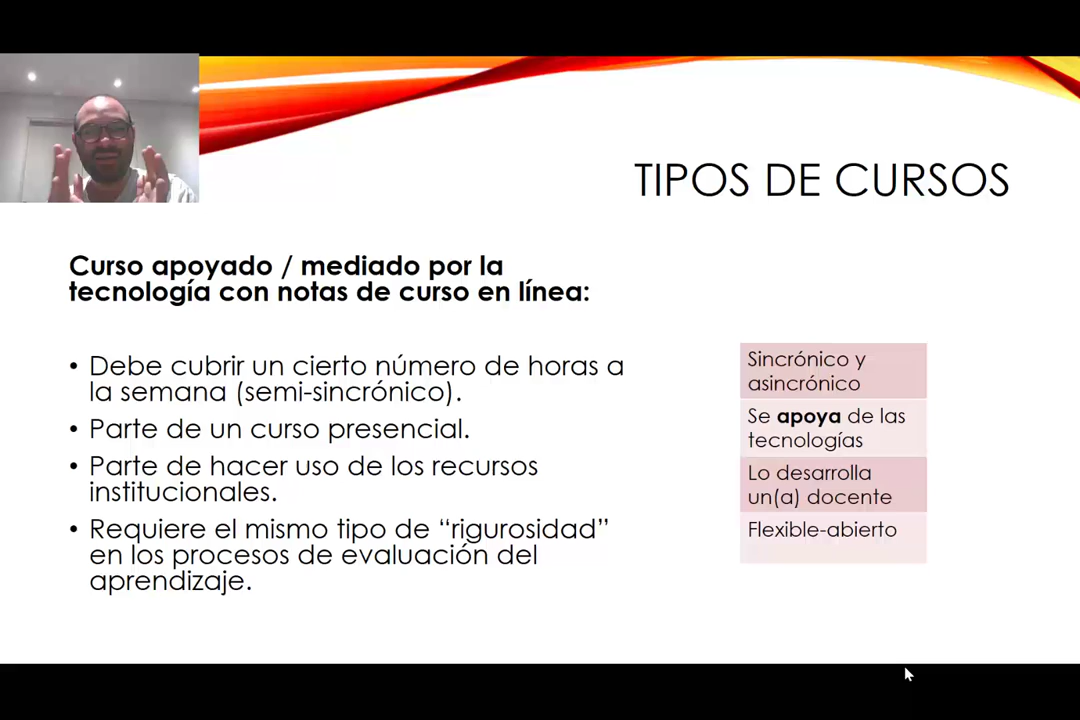 TIPOS DE CURSOS
Curso apoyado / mediado por la
tecnología con notas de curso en línea:
• Debe cubrir un cierto número de horas a
la semana (semi-sincrónico).
• Parte de un curso presencial.
• Parte de hacer uso de los recursos
institucionales.
• Requiere el mismo tipo de “rigurosidad”
en los procesos de evaluación del
aprendizaje.
Sincrónico y
asincrónico
Se apoya de las
tecnologías
Lo desarrolla
un(a) docente
Flexible-abierto